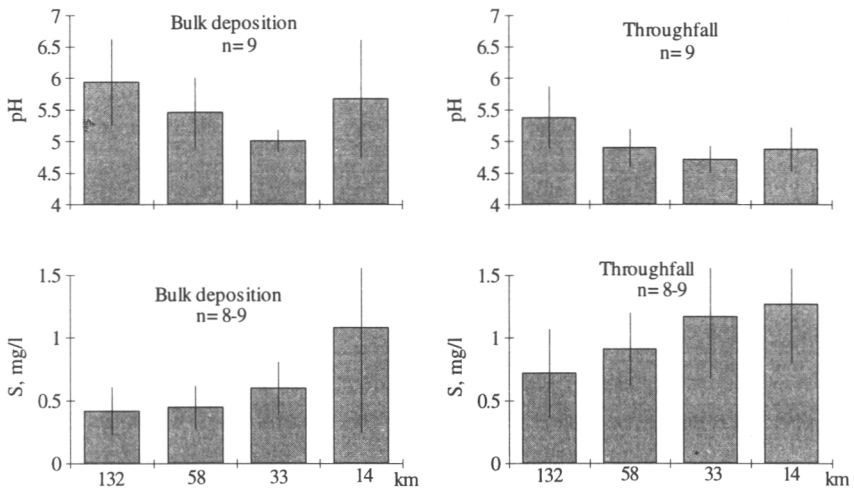 Bulk deposition
n=9
pH
7
6.5
6
5.5
5
4.5
4
Throughfall
n=9
pH
7
6.5
6
5.5
5
4.5
4
Bulk deposition
n=8-9
S, mg/l
1.5
1
0.5
0
132 58 33 14 km
Throughfall
n=8-9
S, mg/l
1.5
1
0.5
0
132 58 33 14 km